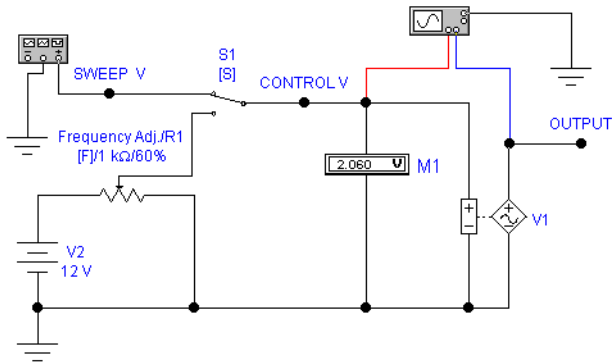 S1
[S]
SWEEP V
CONTROL V
OUTPUT
Frequency Adj./R1
[F]/1 kΩ/60%
2.060 V
M1
V1
V2
12 V